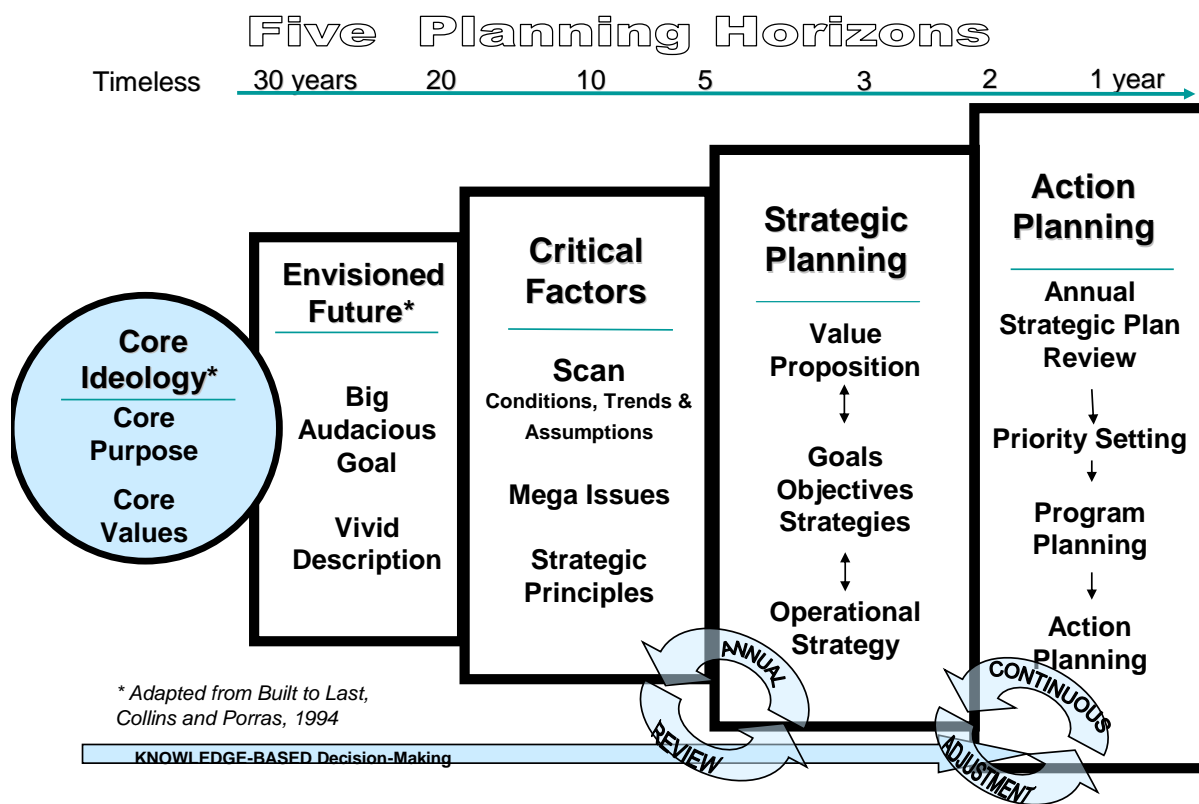 Five Planning Horizons
Timeless 30 years 20 10 5 3 2 1 year
Core
Ideology*
Core
Purpose
Core
Values
Envisioned
Future*
Big
Audacious
Goal
Vivid
Description
Critical
Factors
Scan
Conditions, Trends &
Assumptions
Mega Issues
Strategic
Principles
Strategic
Planning
Value
Proposition
Goals
Objectives
Strategies
Operational
Strategy
Action
Planning
Annual
Strategic Plan
Review
Priority Setting
Program
Planning
Action
Planning
ANNUAL
REVIEW
CONTINUOUS
ADJUSTMENT
* Adapted from Built to Last,
Collins and Porras, 1994
KNOWLEDGE-BASED Decision-Making